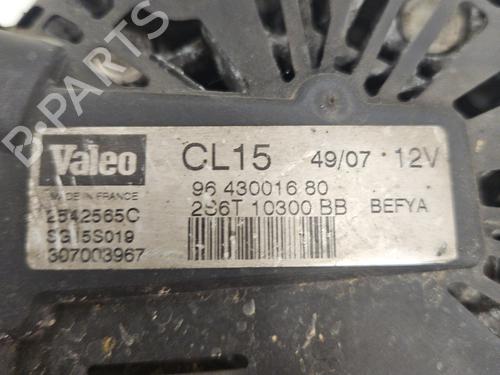 B-PARTS
Valeo CL15 49/07 12V
MADE IN FRANCE 96 430016 80
2542565C 2S6T 10300 BB BEFYA
SG15S019
307003967